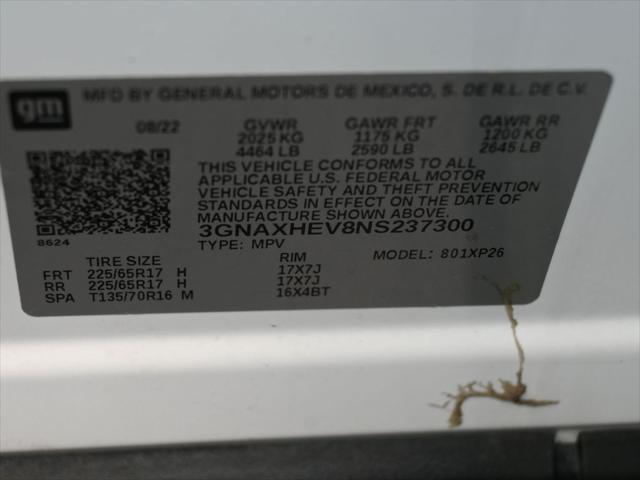 gm MFD BY GENERAL MOTORS DE MEXICO, S. DE R.L. DE C.V.
08/22 GVWR GAWR FRT GAWR RR
2025 KG 1175 KG 1200 KG
4464 LB 2590 LB 2645 LB
THIS VEHICLE CONFORMS TO ALL
APPLICABLE U.S. FEDERAL MOTOR
VEHICLE SAFETY AND THEFT PREVENTION
STANDARDS IN EFFECT ON THE DATE OF
MANUFACTURE SHOWN ABOVE.
8624 3GNAXHEV8NS237300
TYPE: MPV MODEL: 801XP26
TIRE SIZE RIM
FRT 225/65R17 H 17X7J
RR 225/65R17 H 17X7J
SPA T135/70R16 M 16X4BT